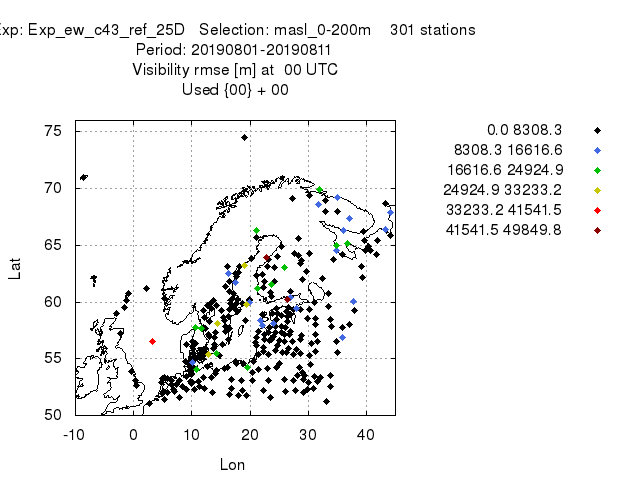 xp: Exp_ew_c43_ref_25D Selection: masl_0-200m 301 stations
Period: 20190801-20190811
Visibility rmse [m] at 00 UTC
Used {00} + 00
0.0 8308.3
8308.3 16616.6
16616.6 24924.9
24924.9 33233.2
33233.2 41541.5
41541.5 49849.8
75
70
65
60
55
50
Lat
-10 0 10 20 30 40
Lon